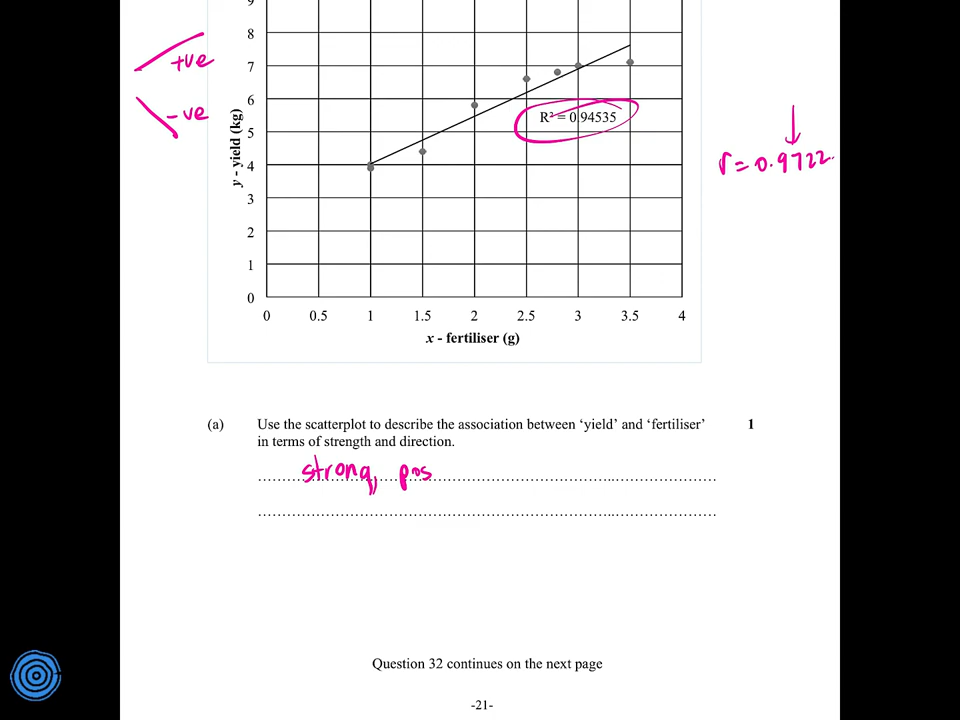 9
8
+ve
7
- ve
6
R² = 0.94535
5
r = 0.9722.
4
3
2
1
0
y - yield (kg)
0 0.5 1 1.5 2 2.5 3 3.5 4
x - fertiliser (g)
(a) Use the scatterplot to describe the association between ‘yield’ and ‘fertiliser’ 1
in terms of strength and direction.
strong, pos
Question 32 continues on the next page
-21-